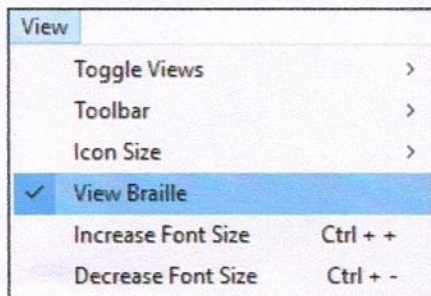 View
Toggle Views >
Toolbar >
Icon Size >
✓ View Braille
Increase Font Size Ctrl + +
Decrease Font Size Ctrl + -